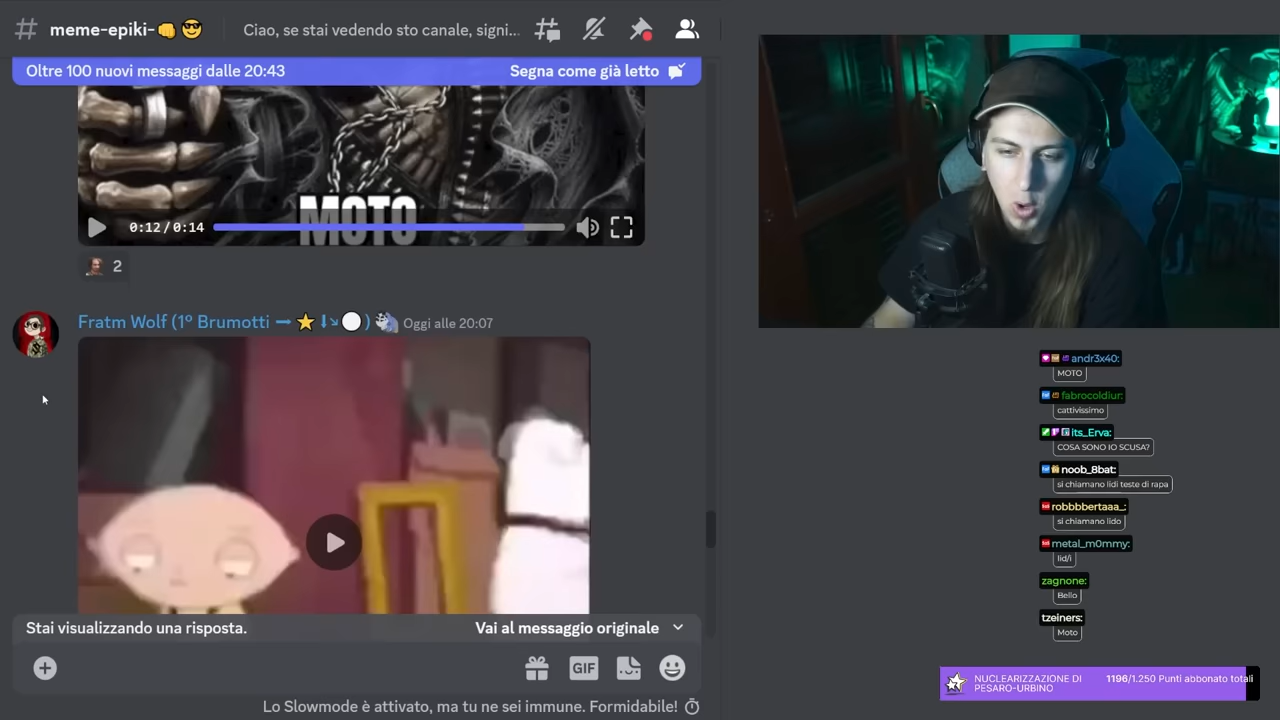 meme-epiki-👊😎
Ciao, se stai vedendo sto canale, signi...
Oltre 100 nuovi messaggi dalle 20:43
Segna come già letto
MOTO
0:12/0:14
2
Fratm Wolf (1° Brumotti ➖⭐⬇↘⚪) Oggi alle 20:07
Stai visualizzando una risposta.
Vai al messaggio originale
GIF
Lo Slowmode è attivato, ma tu ne sei immune. Formidabile!
andr3x40:
MOTO
fabrocoldiur:
cattivissimo
its_Erva:
COSA SONO IO SCUSA?
noob_8bat:
si chiamano lidi teste di rapa
robbbbertaaa_:
si chiamano lido
metal_m0mmy:
lid/i
zagnone:
Bello
tzeiners:
Moto
NUCLEARIZZAZIONE DI PESARO-URBINO
1196/1.250 Punti abbonato totali